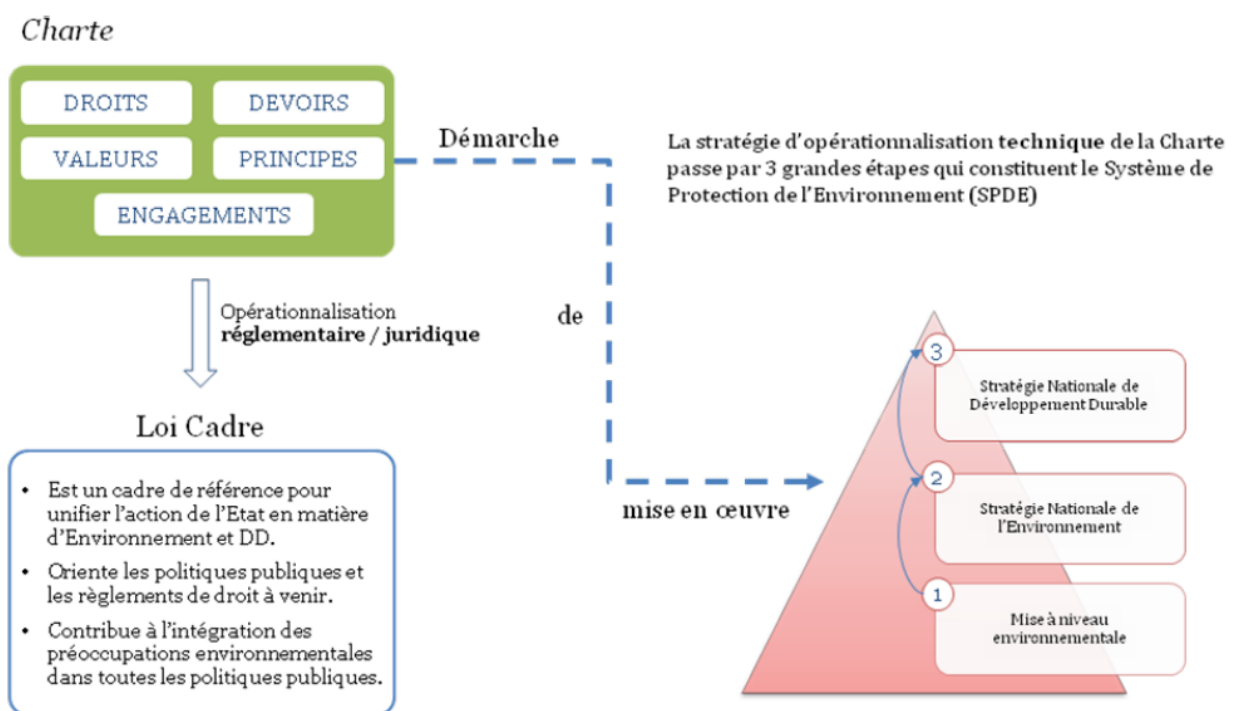 Charte
DROITS
DEVOIRS
VALEURS
PRINCIPES
ENGAGEMENTS
Démarche
de
mise en œuvre
Opérationnalisation
réglementaire / juridique
Loi Cadre
• Est un cadre de référence pour
unifier l'action de l'Etat en matière
d'Environnement et DD.
• Oriente les politiques publiques et
les règlements de droit à venir.
• Contribue à l'intégration des
préoccupations environnementales
dans toutes les politiques publiques.
La stratégie d'opérationnalisation technique de la Charte
passe par 3 grandes étapes qui constituent le Système de
Protection de l'Environnement (SPDE)
3
Stratégie Nationale de
Développement Durable
2
Stratégie Nationale de
l'Environnement
1
Mise à niveau
environnementale